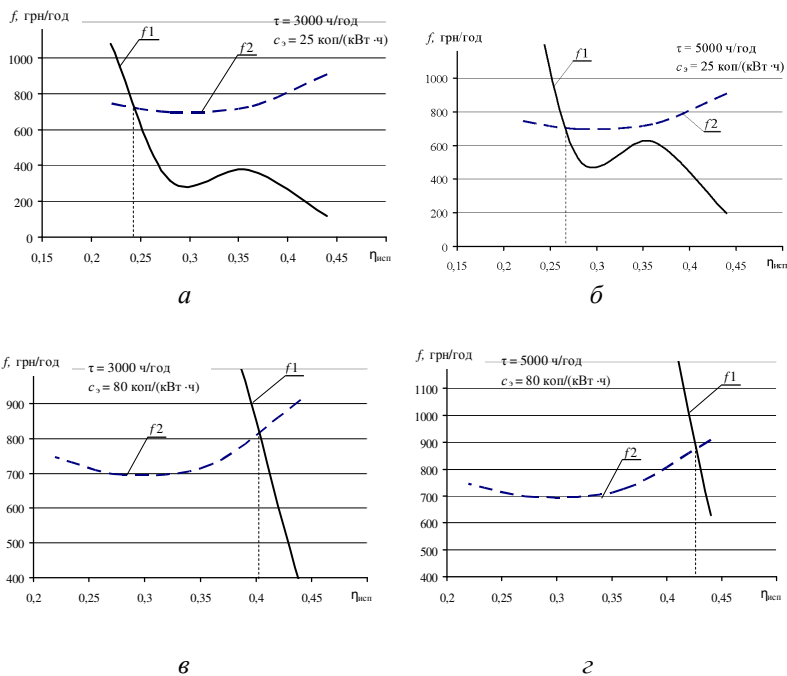 f, грн/год
τ = 3000 ч/год
cэ = 25 коп/(кВт·ч)
f1
f2
1200
1000
800
600
400
200
0
0,15
0,2
0,25
0,3
0,35
0,4
0,45
ηисп
а
f, грн/год
τ = 5000 ч/год
cэ = 25 коп/(кВт·ч)
f1
f2
1000
800
600
400
200
0
0,15
0,2
0,25
0,3
0,35
0,4
0,45
ηисп
б
f, грн/год
τ = 3000 ч/год
cэ = 80 коп/(кВт·ч)
f1
f2
900
800
700
600
500
400
0,2
0,25
0,3
0,35
0,4
0,45
ηисп
в
f, грн/год
τ = 5000 ч/год
cэ = 80 коп/(кВт·ч)
f1
f2
1100
1000
900
800
700
600
500
400
0,2
0,25
0,3
0,35
0,4
0,45
ηисп
г